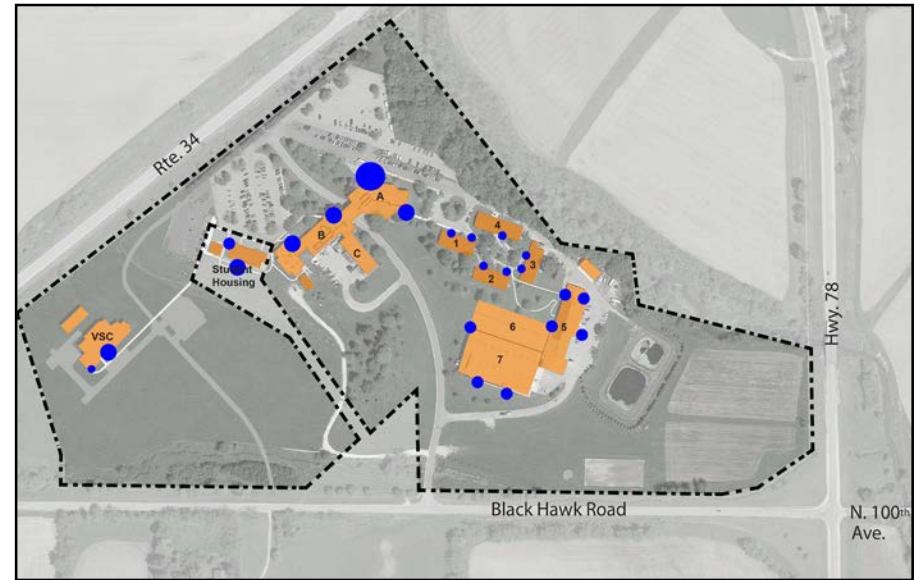 Rte. 34
Hwy. 78
A
B
C
1
4
3
2
Student
Housing
VSC
6
5
7
Black Hawk Road
N. 100th
Ave.